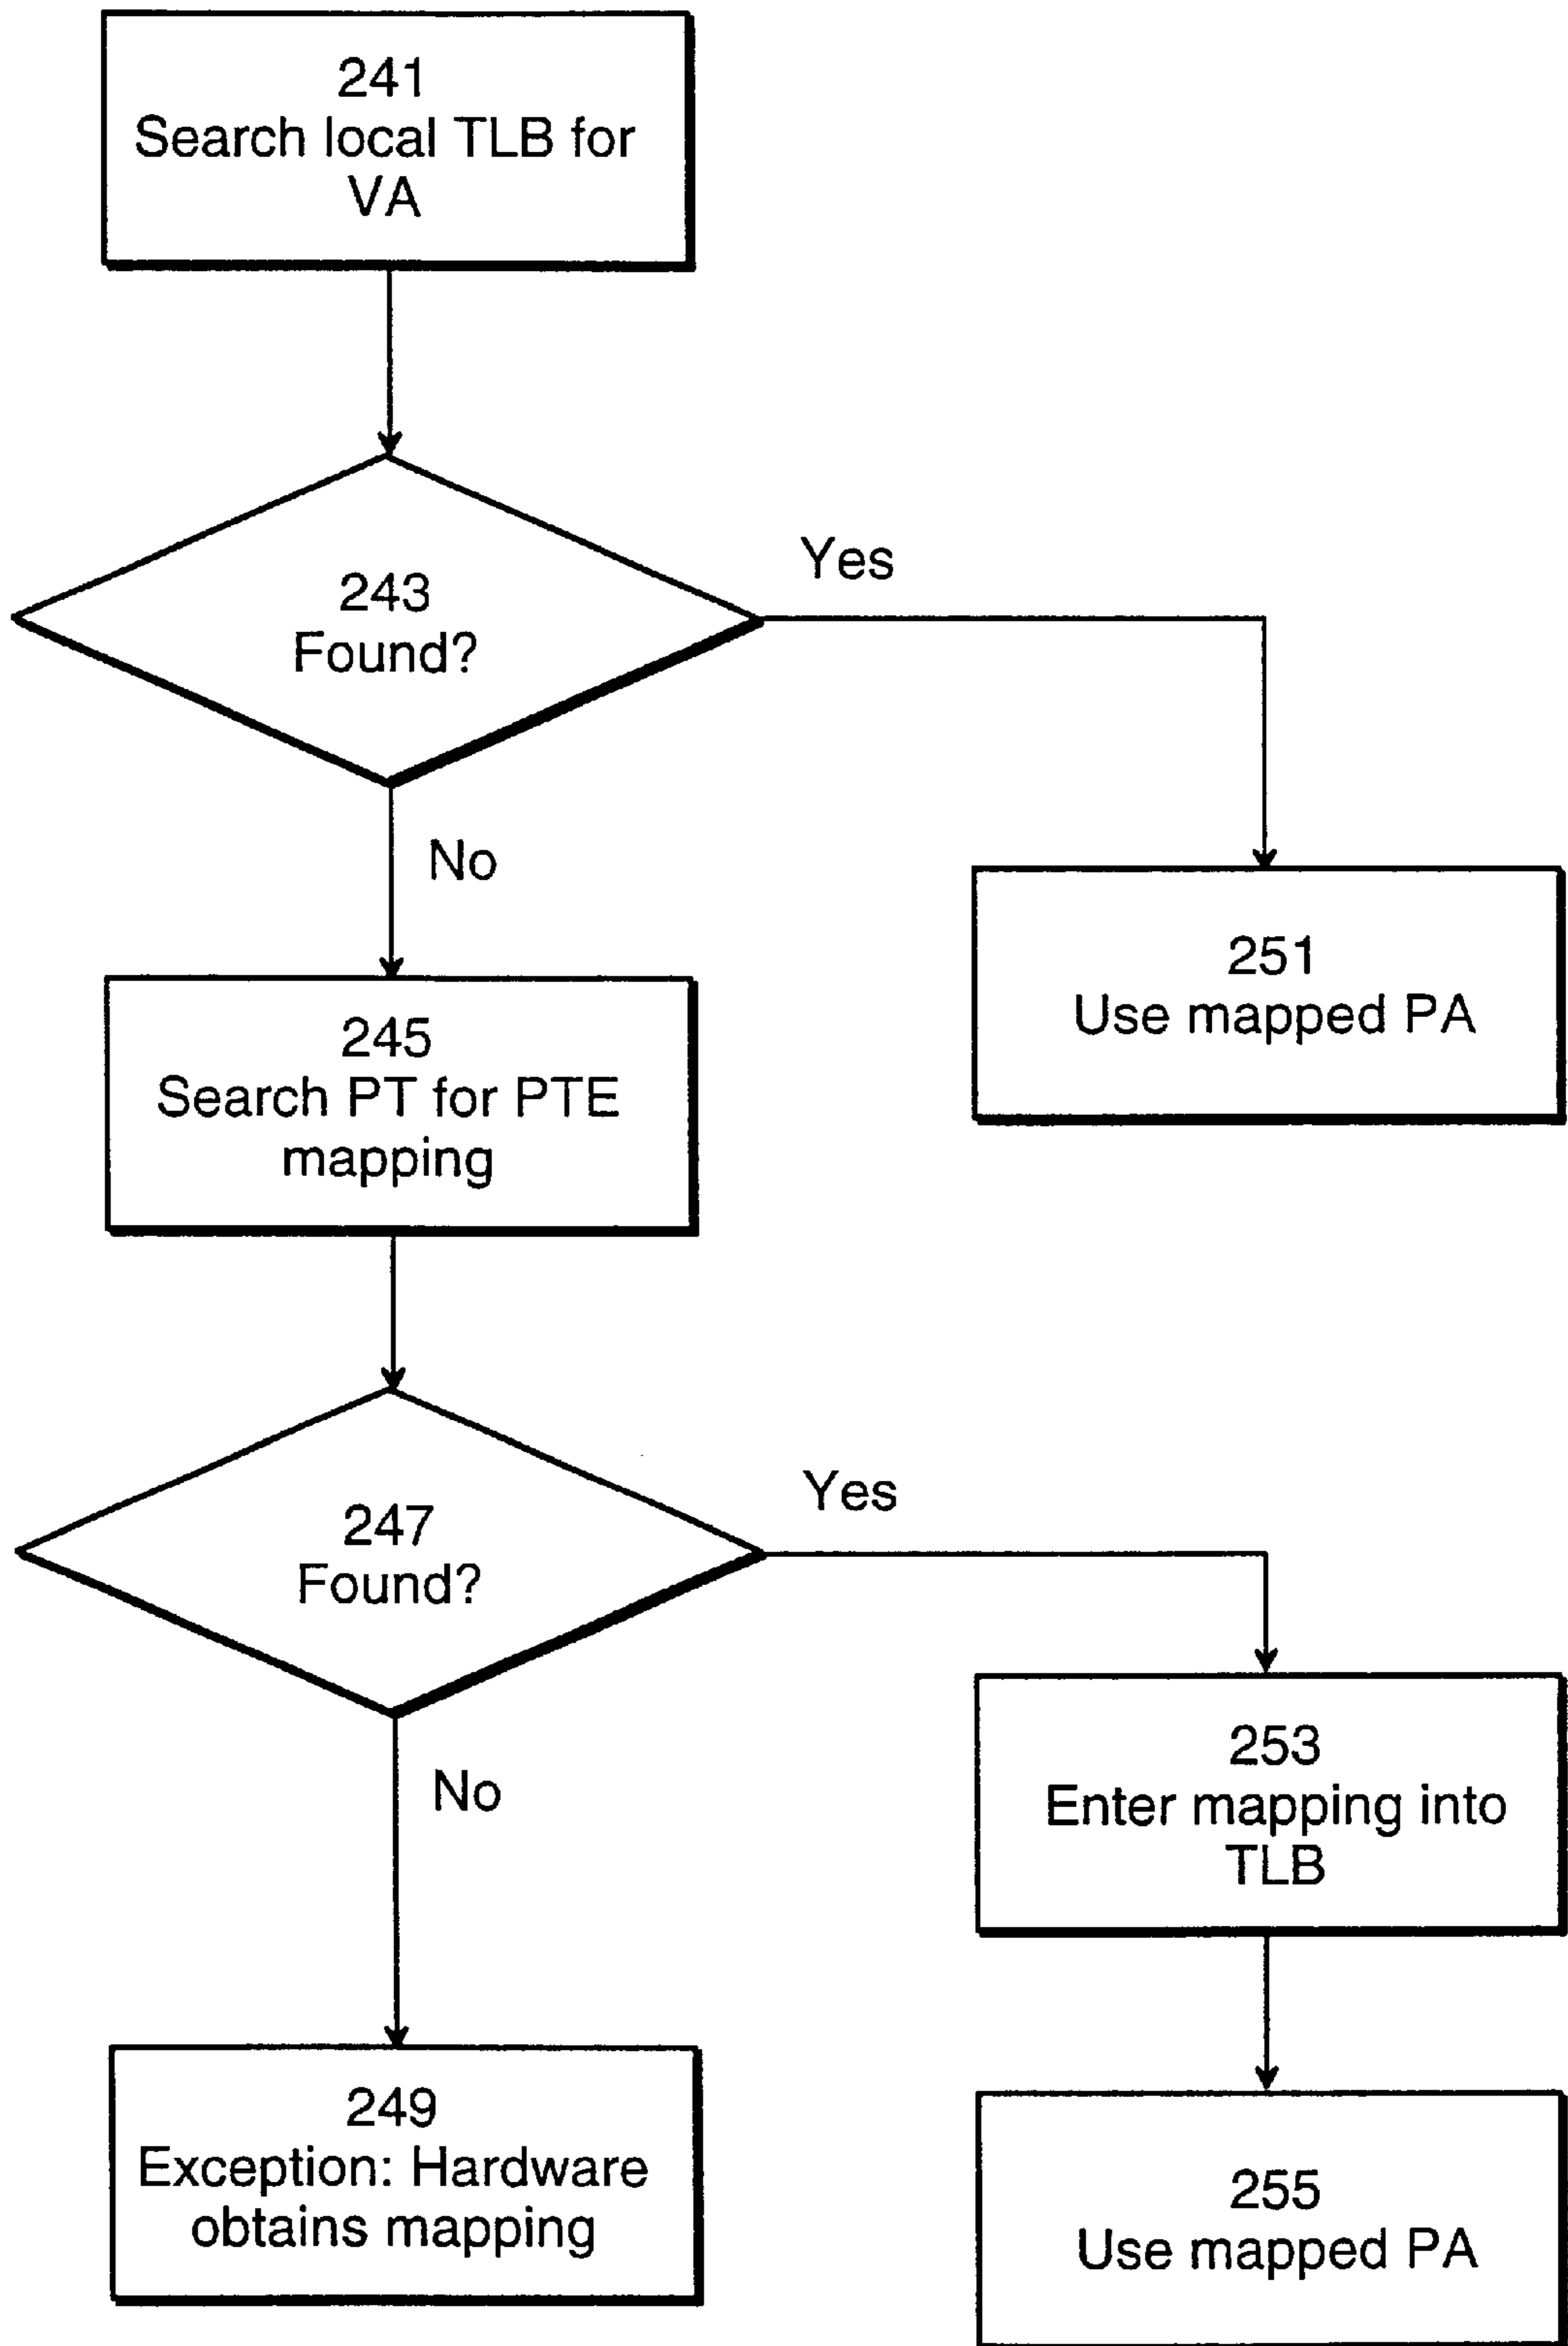 241
Search local TLB for
VA
243
Found?
Yes
No
251
Use mapped PA
245
Search PT for PTE
mapping
247
Found?
Yes
No
253
Enter mapping into
TLB
249
Exception: Hardware
obtains mapping
255
Use mapped PA